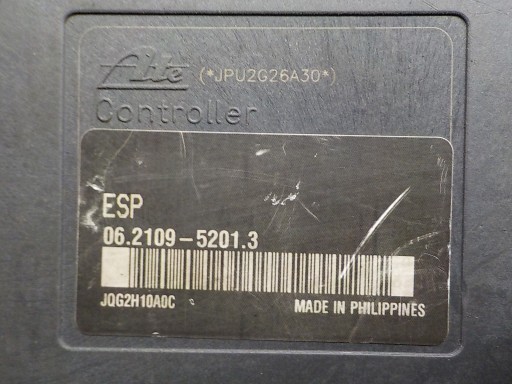 Ate (*JPU2G26A30*)
Controller
ESP
06.2109-5201.3
JQG2H10A0C
MADE IN PHILIPPINES